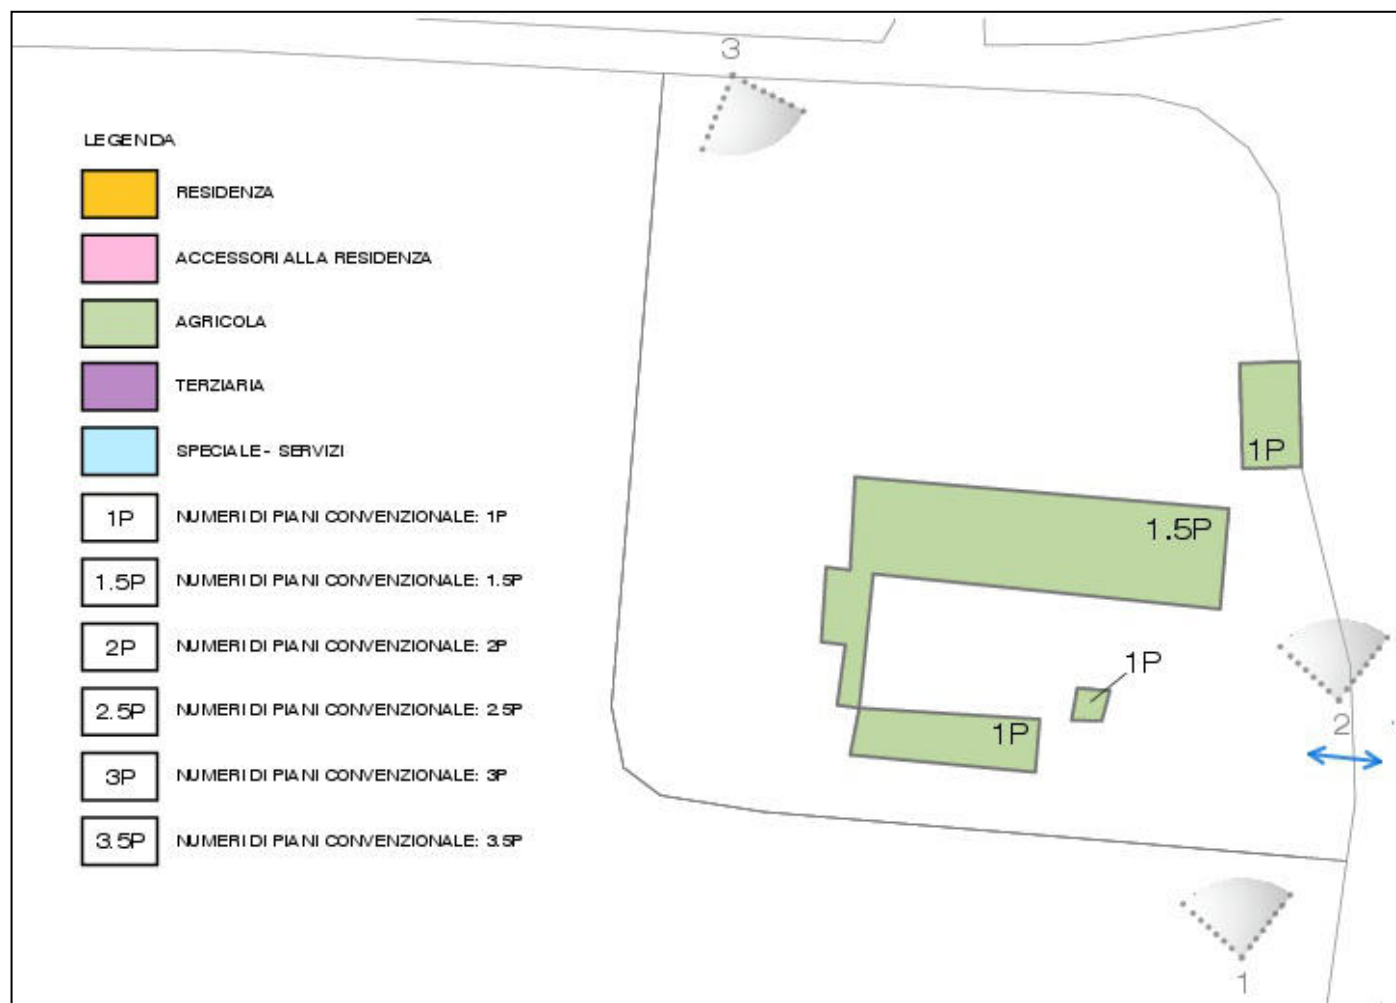 3
LEGENDA
RESIDENZA
ACCESSORI ALLA RESIDENZA
AGRICOLA
TERZIARIA
SPECIALE - SERVIZI
1P NUMERI DI PIANI CONVENZIONALE: 1P
1.5P NUMERI DI PIANI CONVENZIONALE: 1.5P
2P NUMERI DI PIANI CONVENZIONALE: 2P
2.5P NUMERI DI PIANI CONVENZIONALE: 2.5P
3P NUMERI DI PIANI CONVENZIONALE: 3P
3.5P NUMERI DI PIANI CONVENZIONALE: 3.5P
1P
1.5P
1P
1P
2
1